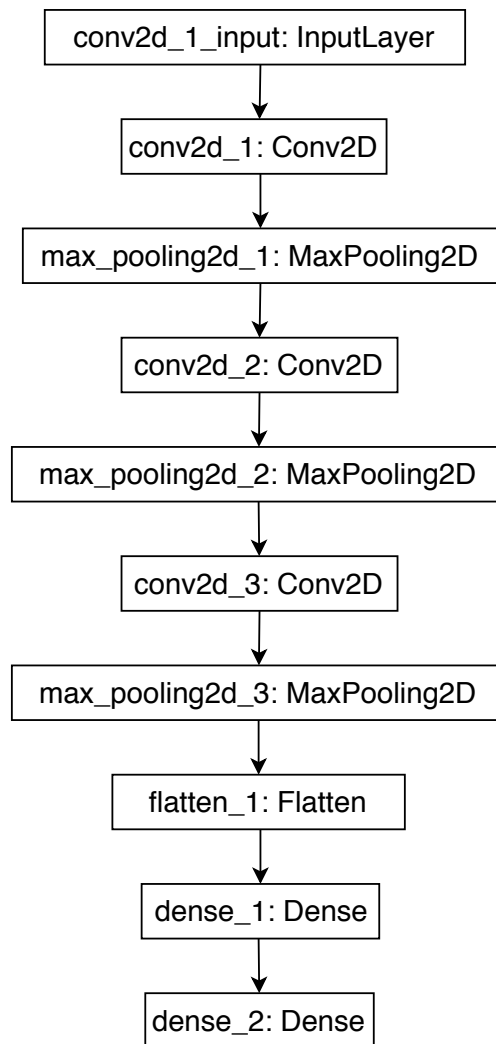 conv2d_1_input: InputLayer
conv2d_1: Conv2D
max_pooling2d_1: MaxPooling2D
conv2d_2: Conv2D
max_pooling2d_2: MaxPooling2D
conv2d_3: Conv2D
max_pooling2d_3: MaxPooling2D
flatten_1: Flatten
dense_1: Dense
dense_2: Dense